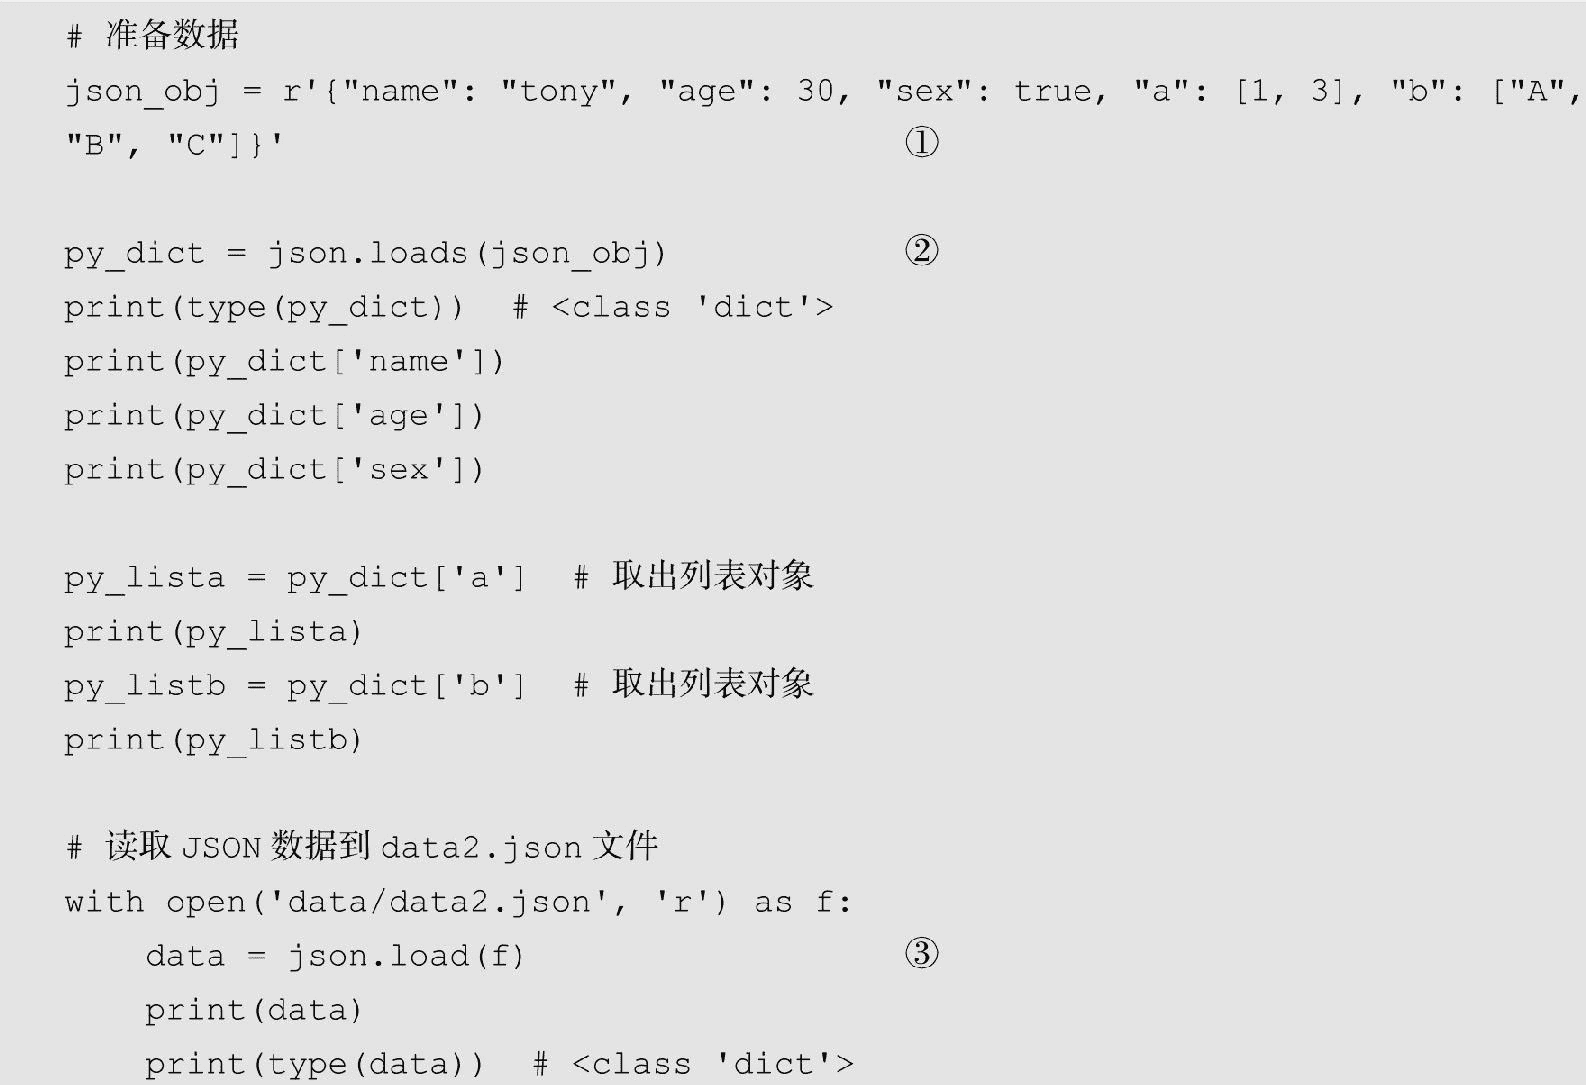 # 准备数据
json_obj = r'{"name": "tony", "age": 30, "sex": true, "a": [1, 3], "b": ["A",
"B", "C"]}' ①
py_dict = json.loads(json_obj) ②
print(type(py_dict)) # <class 'dict'>
print(py_dict['name'])
print(py_dict['age'])
print(py_dict['sex'])
py_lista = py_dict['a'] # 取出列表对象
print(py_lista)
py_listb = py_dict['b'] # 取出列表对象
print(py_listb)
# 读取 JSON 数据到 data2.json 文件
with open('data/data2.json', 'r') as f:
    data = json.load(f) ③
    print(data)
    print(type(data)) # <class 'dict'>